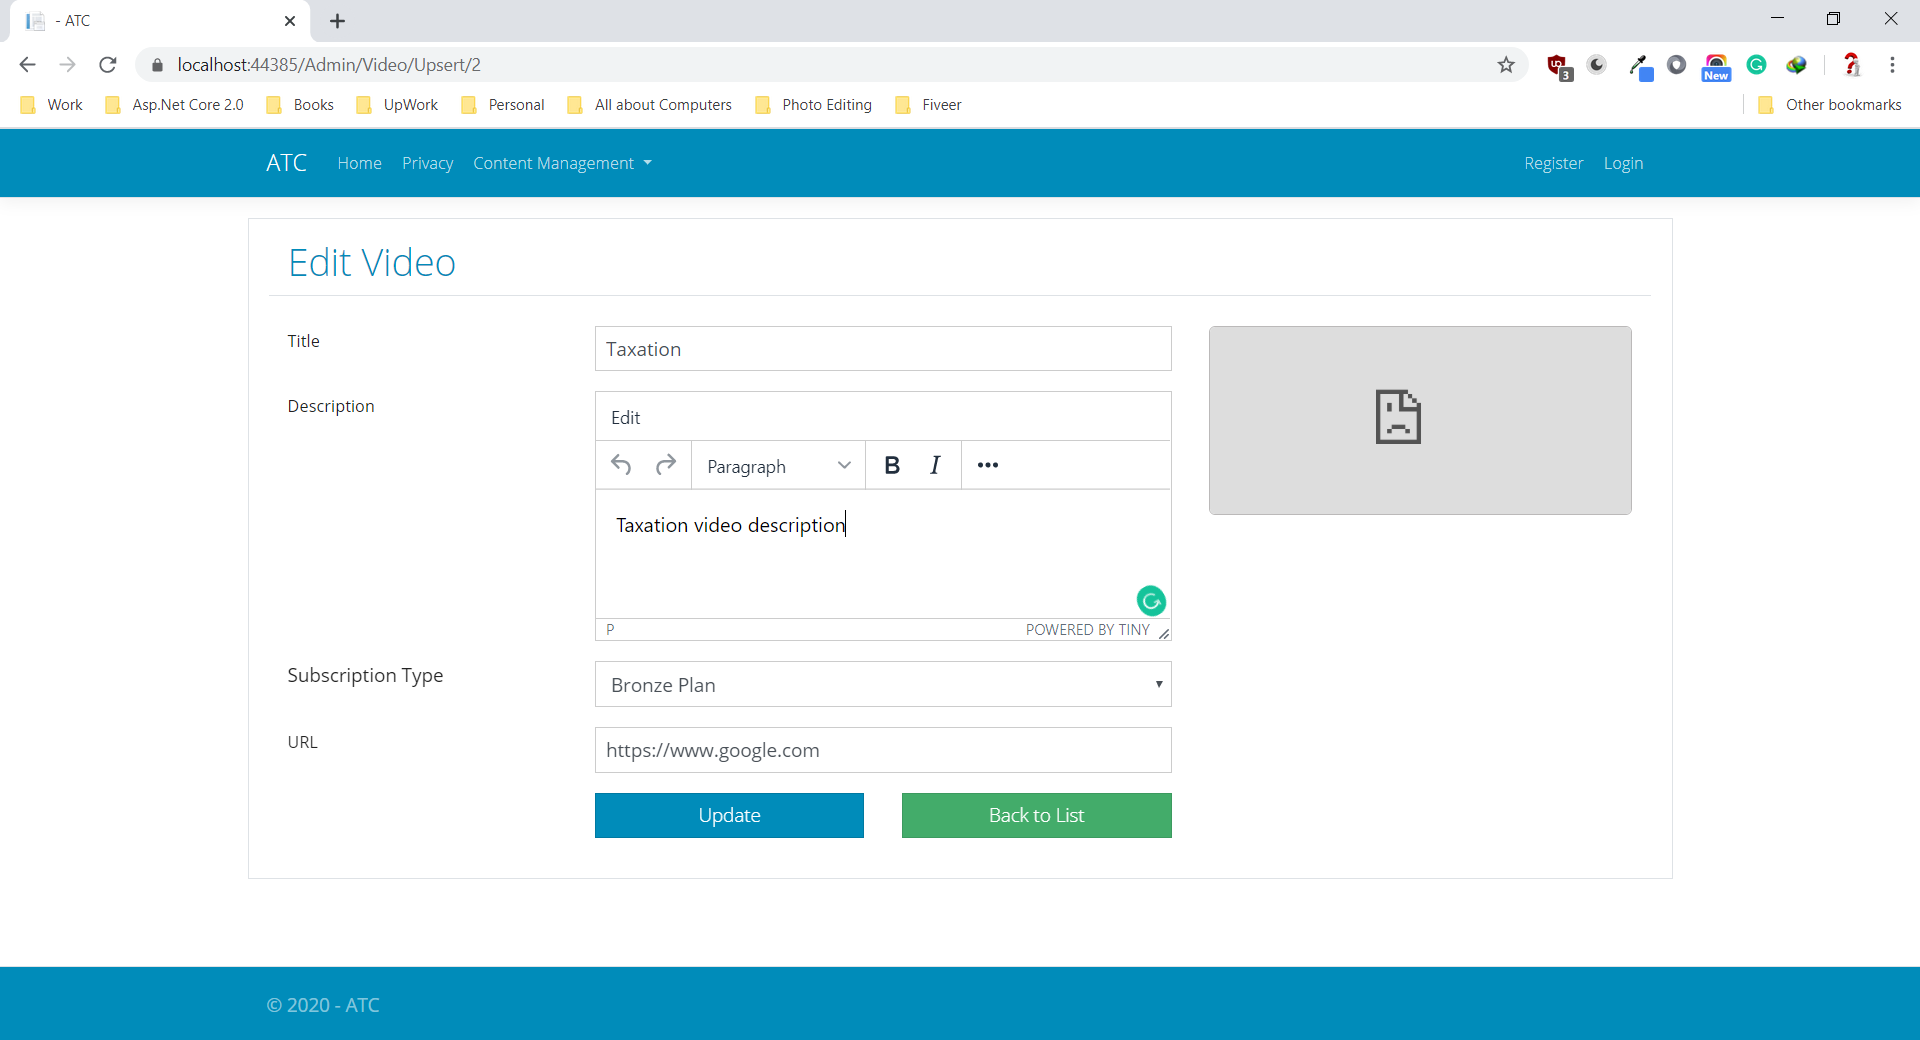 - ATC
localhost:44385/Admin/Video/Upsert/2
3
New
Work
Asp.Net Core 2.0
Books
UpWork
Personal
All about Computers
Photo Editing
Fiveer
Other bookmarks
ATC
Home
Privacy
Content Management
Register
Login
Edit Video
Title
Taxation
Description
Edit
Paragraph
B
I
Taxation video description
P
POWERED BY TINY
Subscription Type
Bronze Plan
URL
https://www.google.com
Update
Back to List
© 2020 - ATC